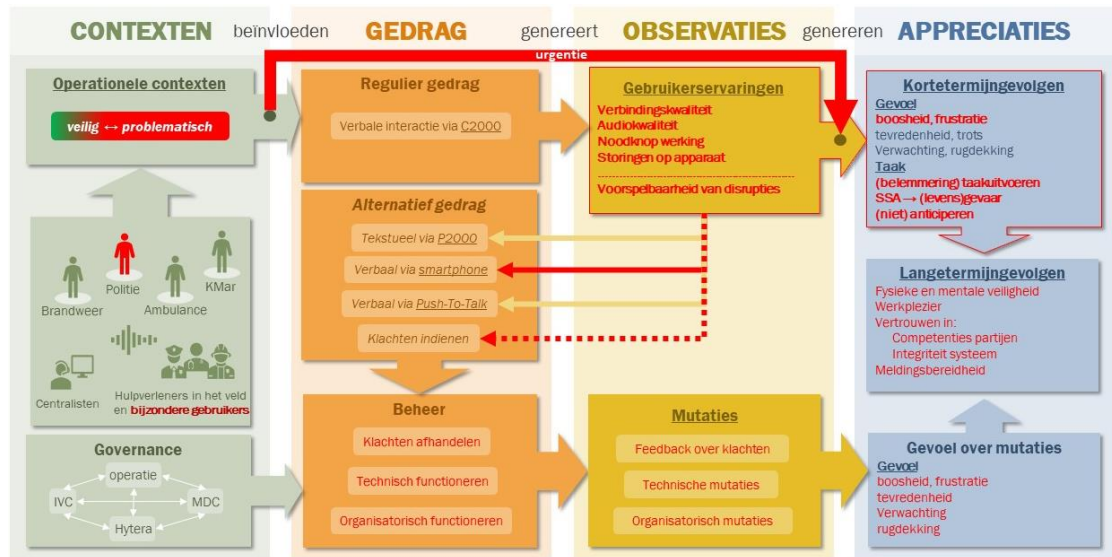 CONTEXTEN
beïnvloeden
GEDRAG
genereert
OBSERVATIES
genereren
APPRECIATIES
urgentie
Operationele contexten
veilig ↔ problematisch
Brandweer
Politie
Ambulance
KMar
Centralisten
Hulpverleners in het veld
en bijzondere gebruikers
Governance
operatie
IVC
MDC
Hytera
Regulier gedrag
Verbale interactie via C2000
Alternatief gedrag
Tekstueel via P2000
Verbaal via smartphone
Verbaal via Push-To-Talk
Klachten indienen
Beheer
Klachten afhandelen
Technisch functioneren
Organisatorisch functioneren
Gebruikerservaringen
Verbindingskwaliteit
Audiokwaliteit
Noodknop werking
Storingen op apparaat
Voorspelbaarheid van disrupties
Mutaties
Feedback over klachten
Technische mutaties
Organisatorisch mutaties
Kortetermijngevolgen
Gevoel
boosheid, frustratie
tevredenheid, trots
Verwachting, rugdekking
Taak
(belemmering) taakuitvoeren
SSA → (levens)gevaar
(niet) anticiperen
Langetermijngevolgen
Fysieke en mentale veiligheid
Werkplezier
Vertrouwen in:
Competenties partijen
Integriteit systeem
Meldingsbereidheid
Gevoel over mutaties
Gevoel
boosheid, frustratie
tevredenheid
Verwachting
rugdekking